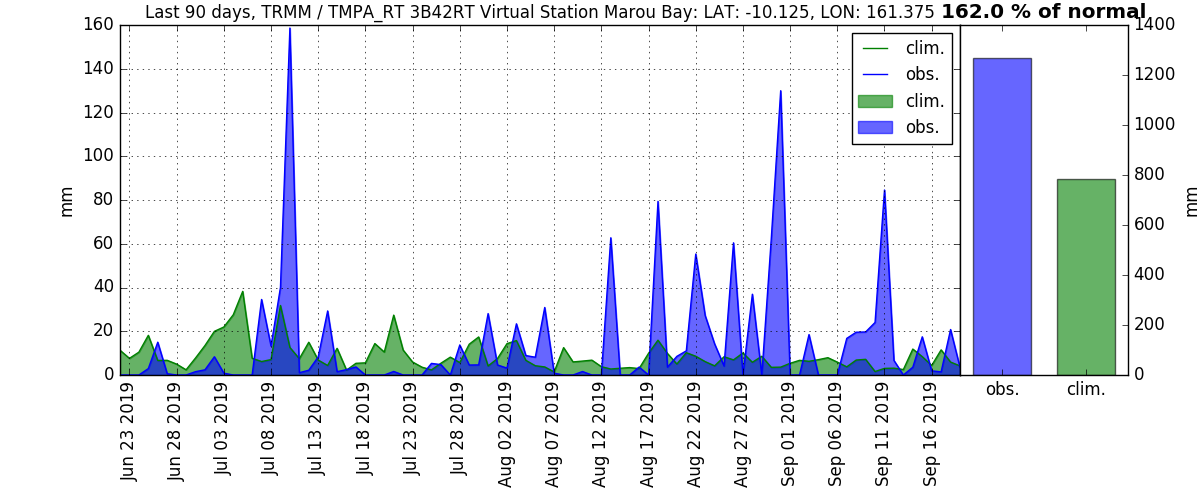 Last 90 days, TRMM / TMPA_RT 3B42RT Virtual Station Marou Bay: LAT: -10.125, LON: 161.375 162.0 % of normal
160
140
120
100
80
60
40
20
0
mm
clim.
obs.
clim.
obs.
Jun 23 2019
Jun 28 2019
Jul 03 2019
Jul 08 2019
Jul 13 2019
Jul 18 2019
Jul 23 2019
Jul 28 2019
Aug 02 2019
Aug 07 2019
Aug 12 2019
Aug 17 2019
Aug 22 2019
Aug 27 2019
Sep 01 2019
Sep 06 2019
Sep 11 2019
Sep 16 2019
1400
1200
1000
800
600
400
200
0
mm
obs.
clim.